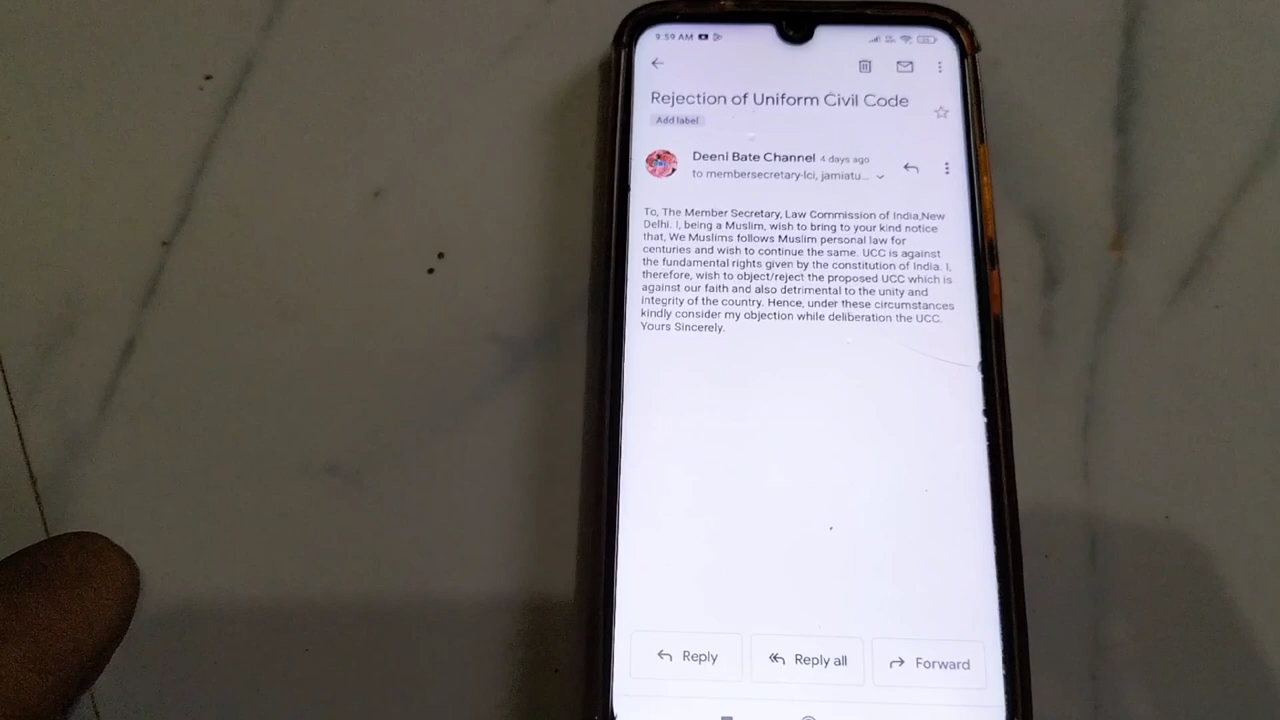 9:59 AM
Rejection of Uniform Civil Code
Add label
Deeni Bate Channel 4 days ago
to membersecretary-lci, jamiatu...
To, The Member Secretary, Law Commission of India,New
Delhi. I, being a Muslim, wish to bring to your kind notice
that, We Muslims follows Muslim personal law for
centuries and wish to continue the same. UCC is against
the fundamental rights given by the constitution of India. I,
therefore, wish to object/reject the proposed UCC which is
against our faith and also detrimental to the unity and
integrity of the country. Hence, under these circumstances
kindly consider my objection while deliberation the UCC.
Yours Sincerely.
Reply
Reply all
Forward